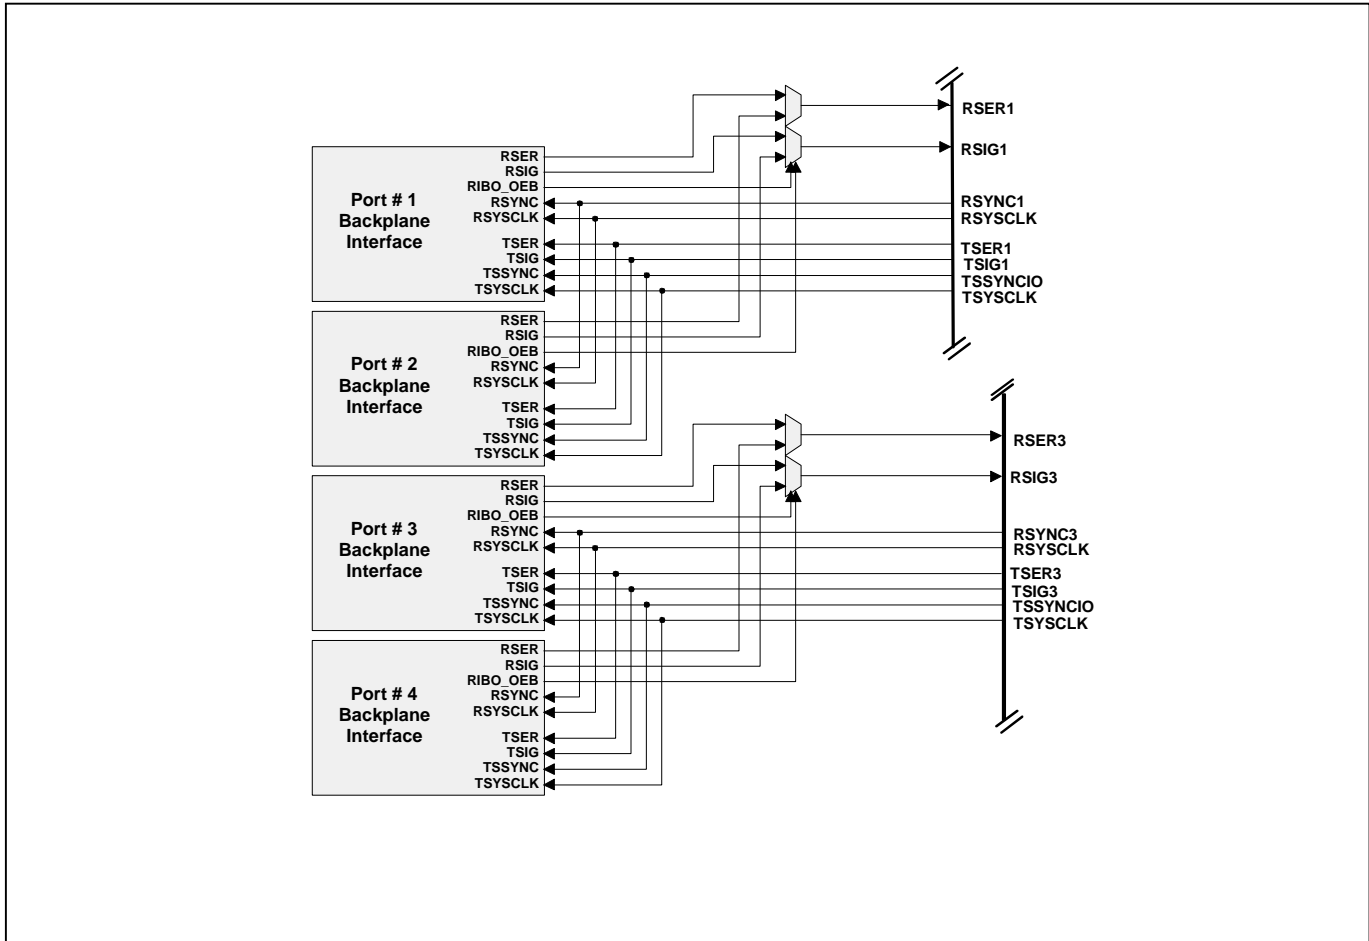 RSER1
RSIG1
Port # 1
Backplane
Interface
RSER
RSIG
RIBO_OEB
RSYNC
RSYSCLK
TSER
TSIG
TSSYNC
TSYSCLK
RSYNC1
RSYSCLK
TSER1
TSIG1
TSSYNCIO
TSYSCLK
Port # 2
Backplane
Interface
RSER
RSIG
RIBO_OEB
RSYNC
RSYSCLK
TSER
TSIG
TSSYNC
TSYSCLK
RSER3
RSIG3
Port # 3
Backplane
Interface
RSER
RSIG
RIBO_OEB
RSYNC
RSYSCLK
TSER
TSIG
TSSYNC
TSYSCLK
RSYNC3
RSYSCLK
TSER3
TSIG3
TSSYNCIO
TSYSCLK
Port # 4
Backplane
Interface
RSER
RSIG
RIBO_OEB
RSYNC
RSYSCLK
TSER
TSIG
TSSYNC
TSYSCLK